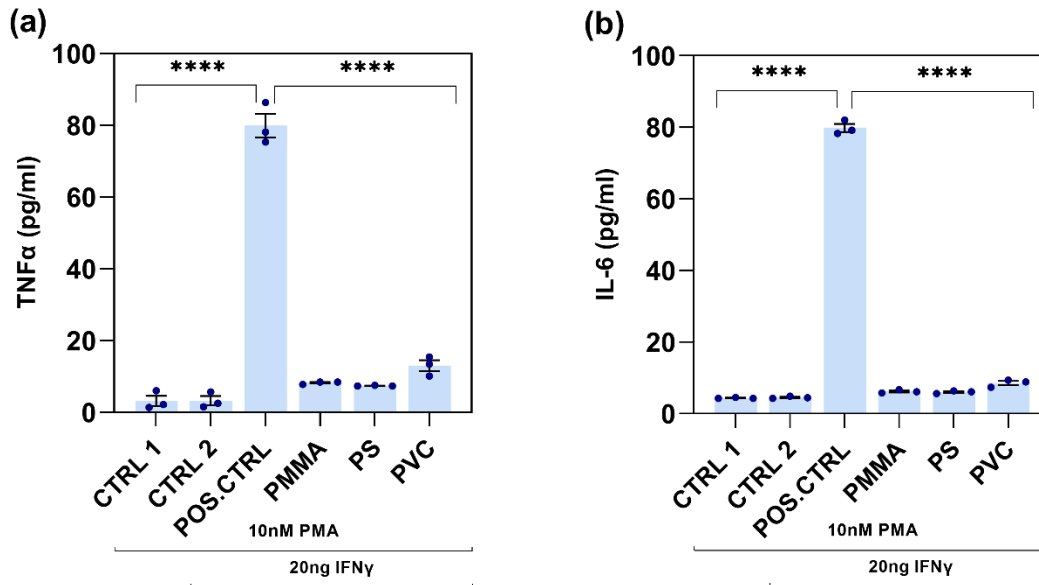 (a)
TNFα (pg/ml)
100
80
60
40
20
0
****
****
CTRL 1
CTRL 2
POS.CTRL
PMMA
PS
PVC
10nM PMA
20ng IFNγ
(b)
IL-6 (pg/ml)
100
80
60
40
20
0
****
****
CTRL 1
CTRL 2
POS.CTRL
PMMA
PS
PVC
10nM PMA
20ng IFNγ